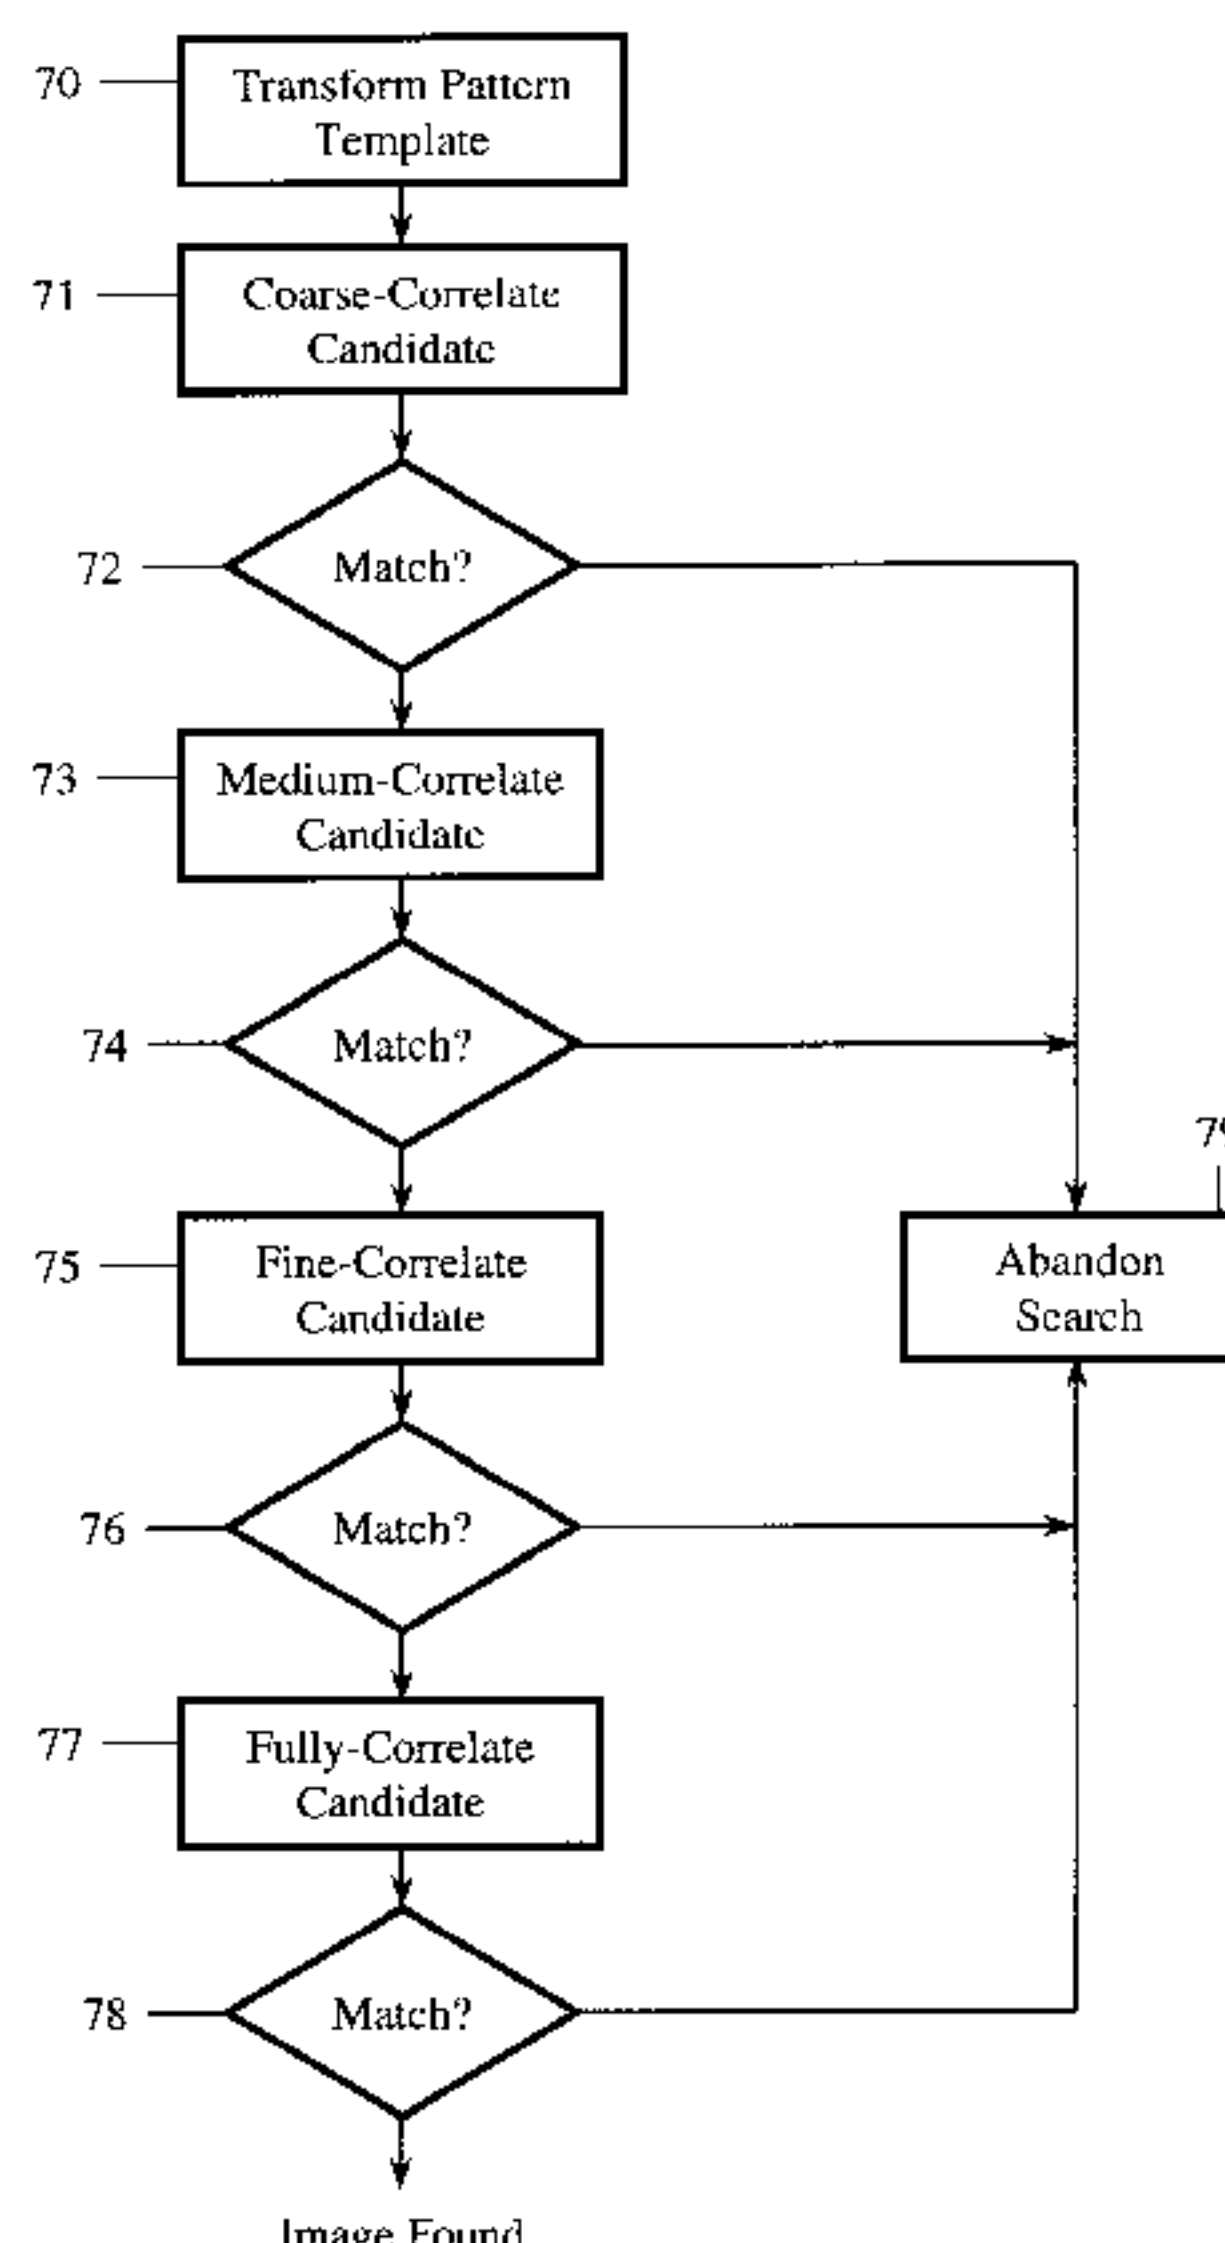 70
Transform Pattern
Template
71
Coarse-Correlate
Candidate
72
Match?
73
Medium-Correlate
Candidate
74
Match?
79
75
Fine-Correlate
Candidate
Abandon
Search
76
Match?
77
Fully-Correlate
Candidate
78
Match?
Image Found